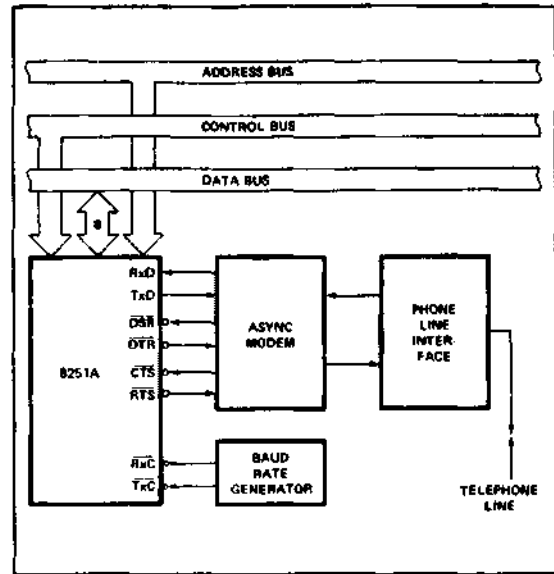 ADDRESS BUS
CONTROL BUS
DATA BUS
8
8251A
RxD
TxD
DSR
DTR
CTS
RTS
RxC
TxC
ASYNC
MODEM
PHONE
LINE
INTER-
FACE
BAUD
RATE
GENERATOR
TELEPHONE
LINE